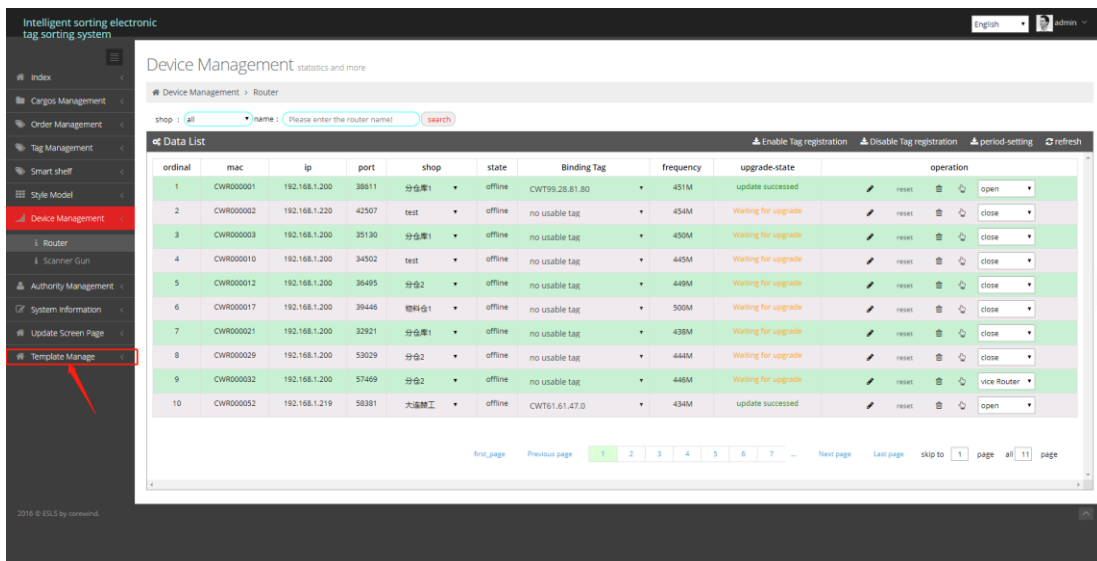 Intelligent sorting electronic
tag sorting system
English
admin
Index
Cargos Management
Order Management
Tag Management
Smart shelf
Style Model
Device Management
Router
Scanner Gun
Authority Management
System Information
Update Screen Page
Template Manage
2016 © ESLS by corewind.
Device Management statistics and more
Device Management > Router
shop : all name : Please enter the router name! search
Data List Enable Tag registration Disable Tag registration period-setting refresh
ordinal mac ip port shop state Binding Tag frequency upgrade-state operation
1 CWR000001 192.168.1.200 38611 分仓库1 offline CWT99.28.81.80 451M update successed reset open
2 CWR000002 192.168.1.220 42507 test offline no usable tag 454M Waiting for upgrade reset close
3 CWR000003 192.168.1.200 35130 分仓库1 offline no usable tag 450M Waiting for upgrade reset close
4 CWR000010 192.168.1.200 34502 test offline no usable tag 445M Waiting for upgrade reset close
5 CWR000012 192.168.1.200 36495 分仓2 offline no usable tag 449M Waiting for upgrade reset close
6 CWR000017 192.168.1.200 39446 物料仓1 offline no usable tag 500M Waiting for upgrade reset close
7 CWR000021 192.168.1.200 32921 分仓库1 offline no usable tag 438M Waiting for upgrade reset close
8 CWR000029 192.168.1.200 53029 分仓2 offline no usable tag 444M Waiting for upgrade reset close
9 CWR000032 192.168.1.200 57469 分仓2 offline no usable tag 446M Waiting for upgrade reset vice Router
10 CWR000052 192.168.1.219 58381 offline CWT61.61.47.0 434M update successed reset open
first_page Previous page 1 2 3 4 5 6 7 ... Next page Last page skip to 1 page all 11 page